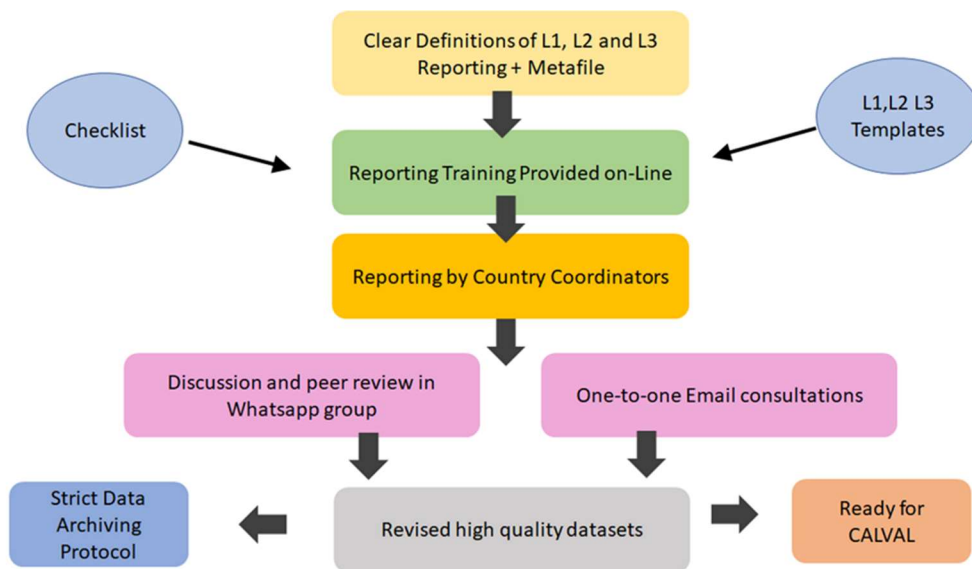 Clear Definitions of L1, L2 and L3
Reporting + Metafile
Checklist
L1,L2 L3
Templates
Reporting Training Provided on-Line
Reporting by Country Coordinators
Discussion and peer review in
Whatsapp group
One-to-one Email consultations
Strict Data
Archiving
Protocol
Revised high quality datasets
Ready for
CALVAL